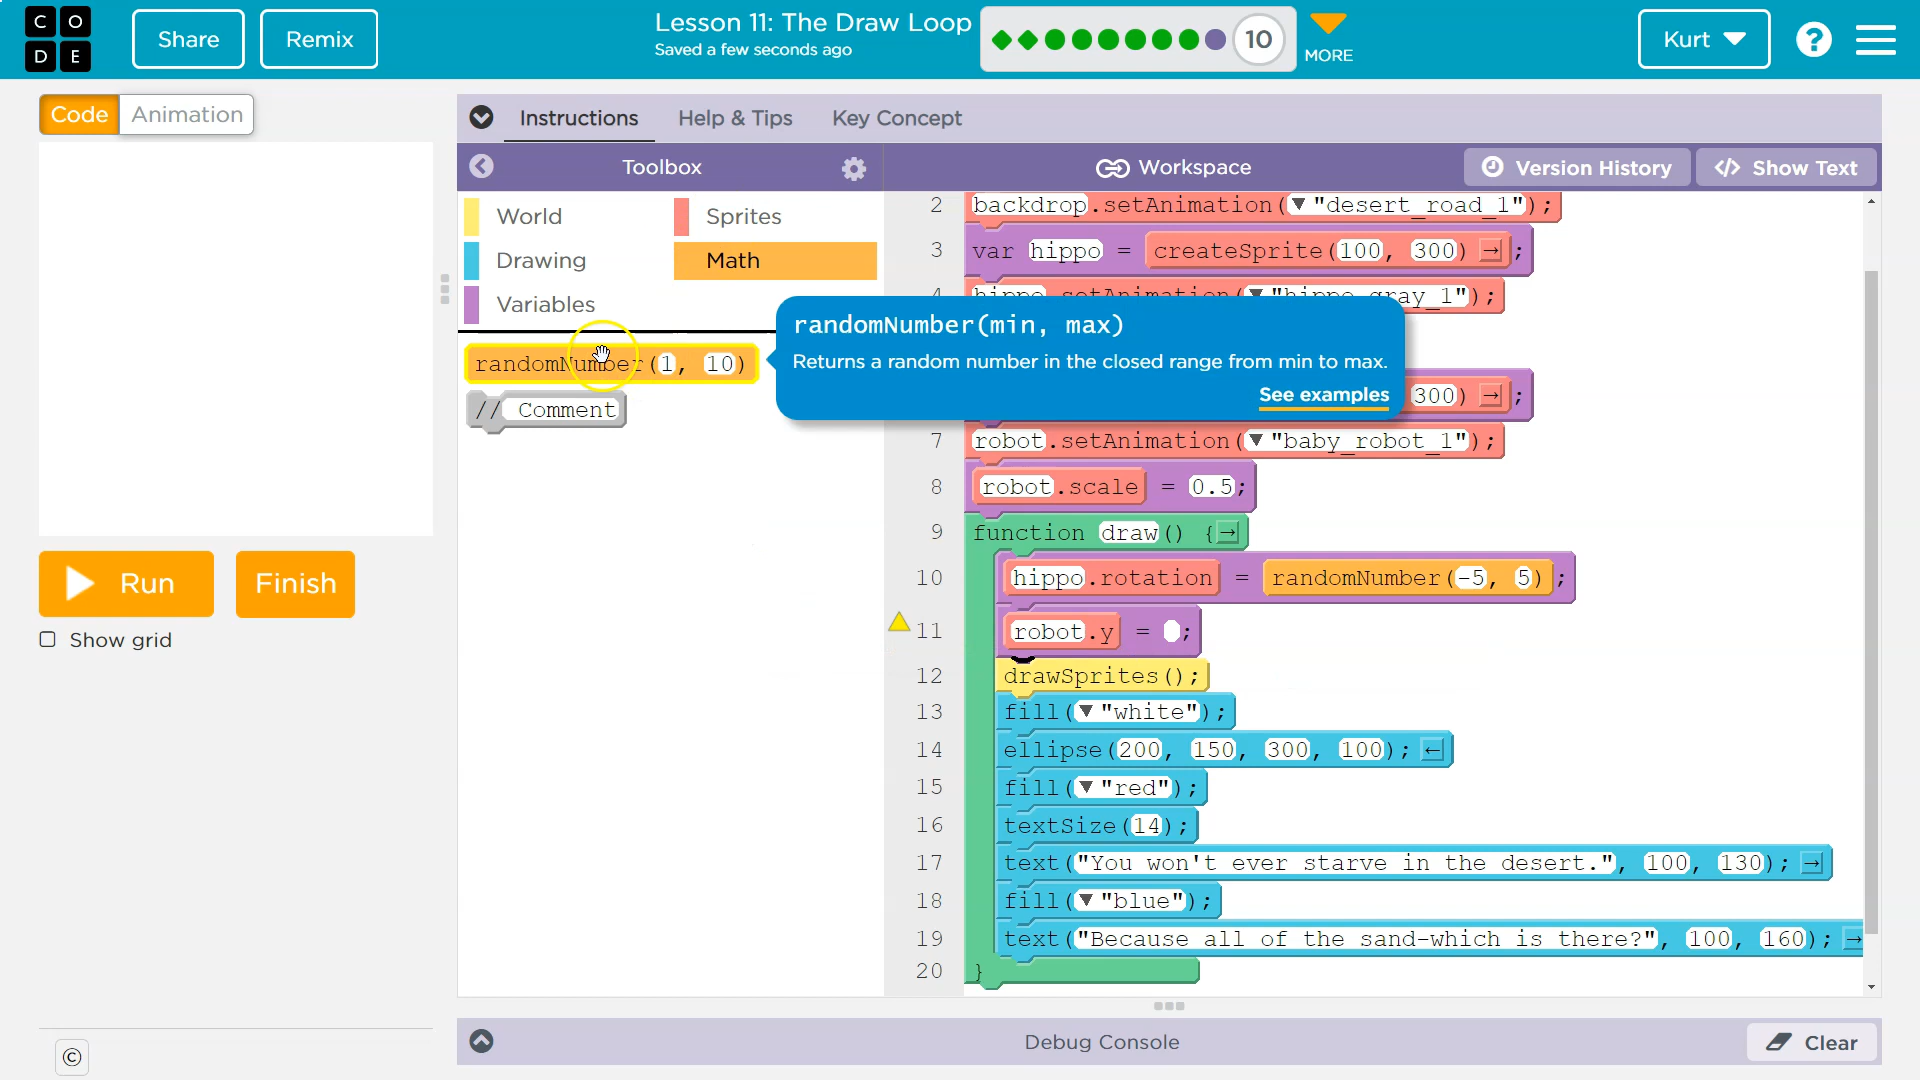 CO
DE
Share
Remix
Lesson 11: The Draw Loop
Saved a few seconds ago
10
MORE
Kurt
?
Code
Animation
Instructions
Help & Tips
Key Concept
Toolbox
Workspace
Version History
</> Show Text
World
Sprites
Drawing
Math
Variables
randomNumber(1, 10)
// Comment
randomNumber(min, max)
Returns a random number in the closed range from min to max.
See examples
2 backdrop.setAnimation(▼ "desert_road_1");
3 var hippo = createSprite(100, 300) → ;
4 hippo.setAnimation(▼ "hippo_gray_1");
300) → ;
7 robot.setAnimation(▼ "baby_robot_1");
8 robot.scale = 0.5;
9 function draw() { →
10 hippo.rotation = randomNumber(-5, 5);
11 robot.y = ;
12 drawSprites();
13 fill(▼ "white");
14 ellipse(200, 150, 300, 100); ←
15 fill(▼ "red");
16 textSize(14);
17 text("You won't ever starve in the desert.", 100, 130); →
18 fill(▼ "blue");
19 text("Because all of the sand-which is there?", 100, 160); →
20 }
Run
Finish
Show grid
©
Debug Console
Clear